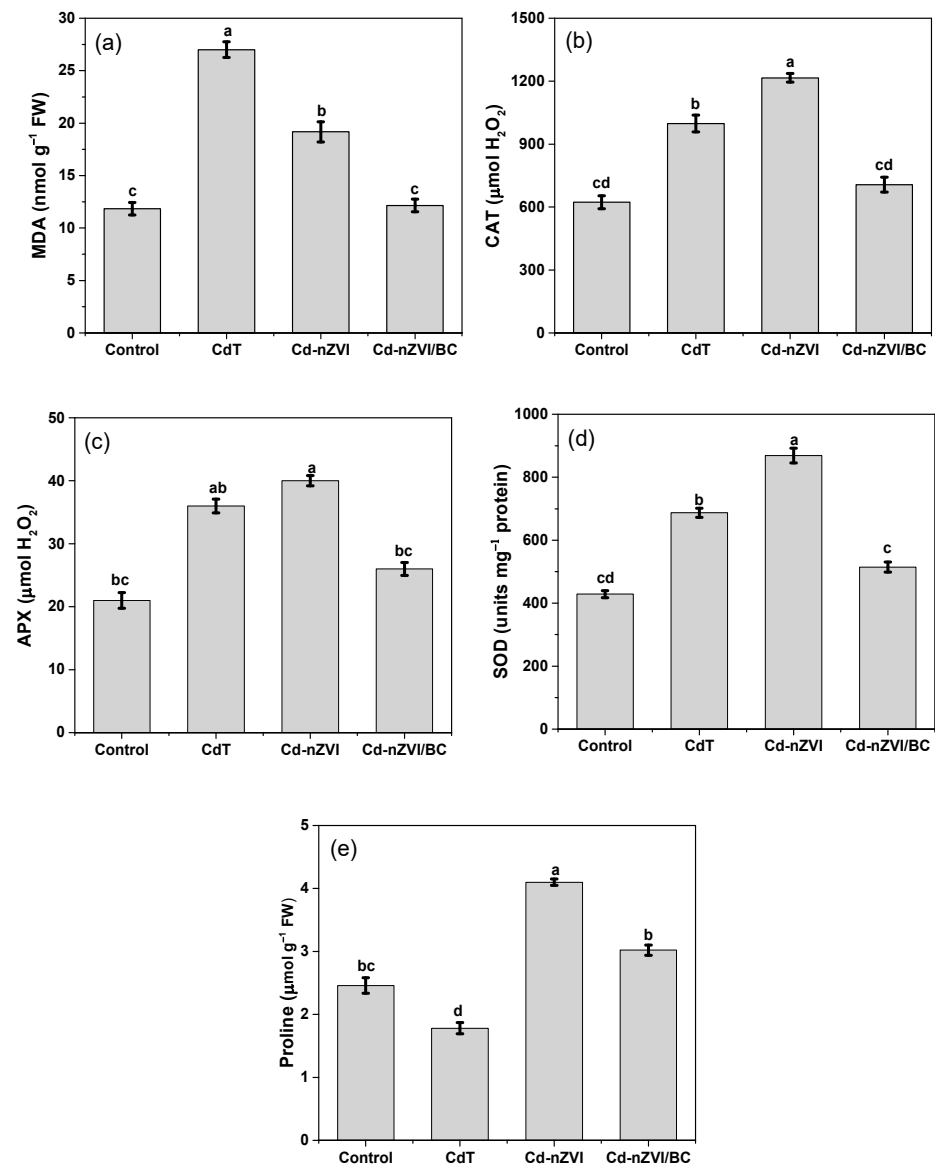 (a)
MDA (nmol g⁻¹ FW)
30
25
20
15
10
5
0
c
a
b
c
Control CdT Cd-nZVI Cd-nZVI/BC
(b)
CAT (μmol H₂O₂)
1500
1200
900
600
300
0
cd
b
a
cd
Control CdT Cd-nZVI Cd-nZVI/BC
(c)
APX (μmol H₂O₂)
50
40
30
20
10
0
bc
ab
a
bc
Control CdT Cd-nZVI Cd-nZVI/BC
(d)
SOD (units mg⁻¹ protein)
1000
800
600
400
200
0
cd
b
a
c
Control CdT Cd-nZVI Cd-nZVI/BC
(e)
Proline (μmol g⁻¹ FW)
5
4
3
2
1
0
bc
d
a
b
Control CdT Cd-nZVI Cd-nZVI/BC